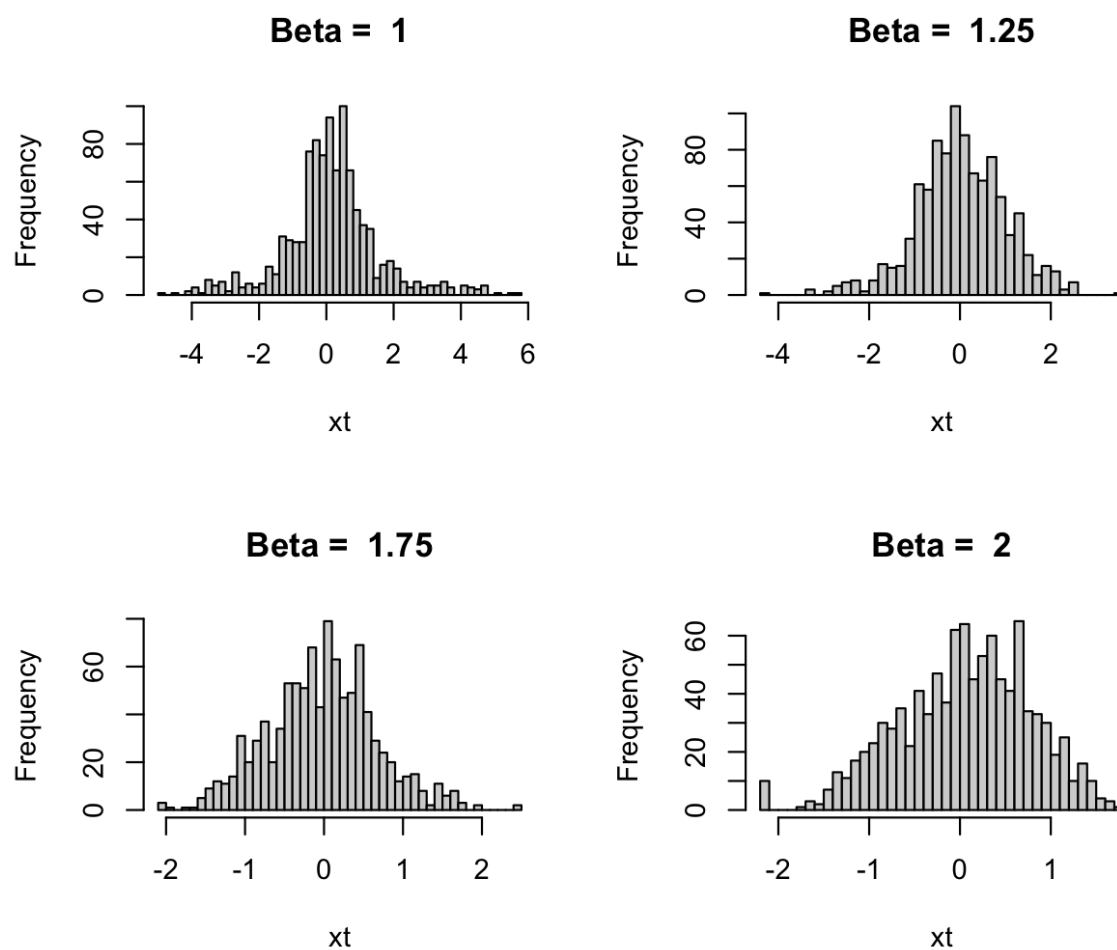 Beta =  1
Frequency
0 40 80
-4 -2 0 2 4 6
xt
Beta =  1.25
Frequency
0 40 80
-4 -2 0 2
xt
Beta =  1.75
Frequency
0 20 60
-2 -1 0 1 2
xt
Beta =  2
Frequency
0 20 40 60
-2 -1 0 1
xt